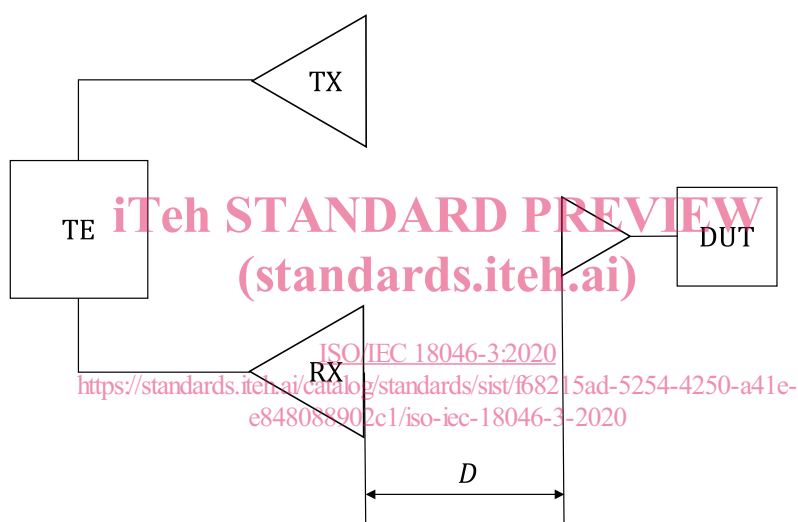 TX
iTeh STANDARD PREVIEW
TE
DUT
(standards.iteh.ai)
ISO/IEC 18046-3:2020
RX
https://standards.iteh.ai/catalog/standards/sist/f68215ad-5254-4250-a41e-
e848088902c1/iso-iec-18046-3-2020
D